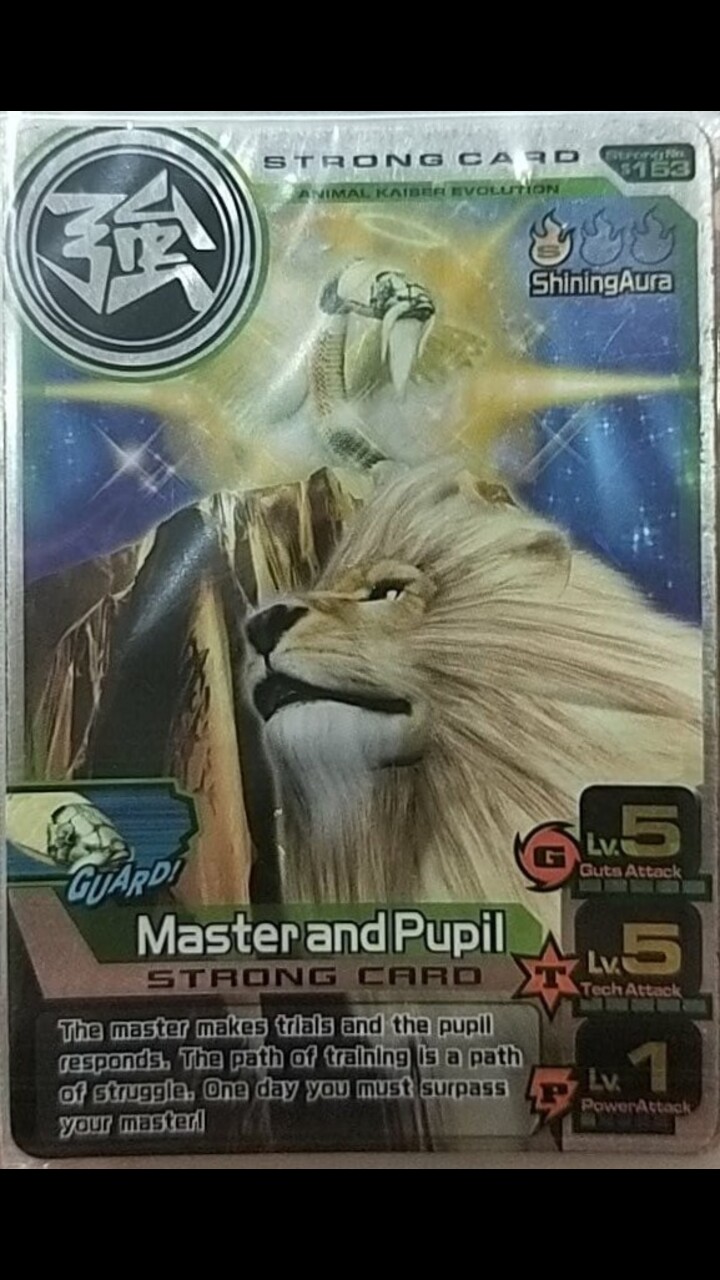 強
STRONG CARD
Strong No.
S153
ANIMAL KAISER EVOLUTION
S
ShiningAura
GUARD!
G
Lv.5
Guts Attack
Master and Pupil
STRONG CARD
T
Lv.5
Tech Attack
The master makes trials and the pupil
responds. The path of training is a path
of struggle. One day you must surpass
your master!
P
Lv.1
PowerAttack